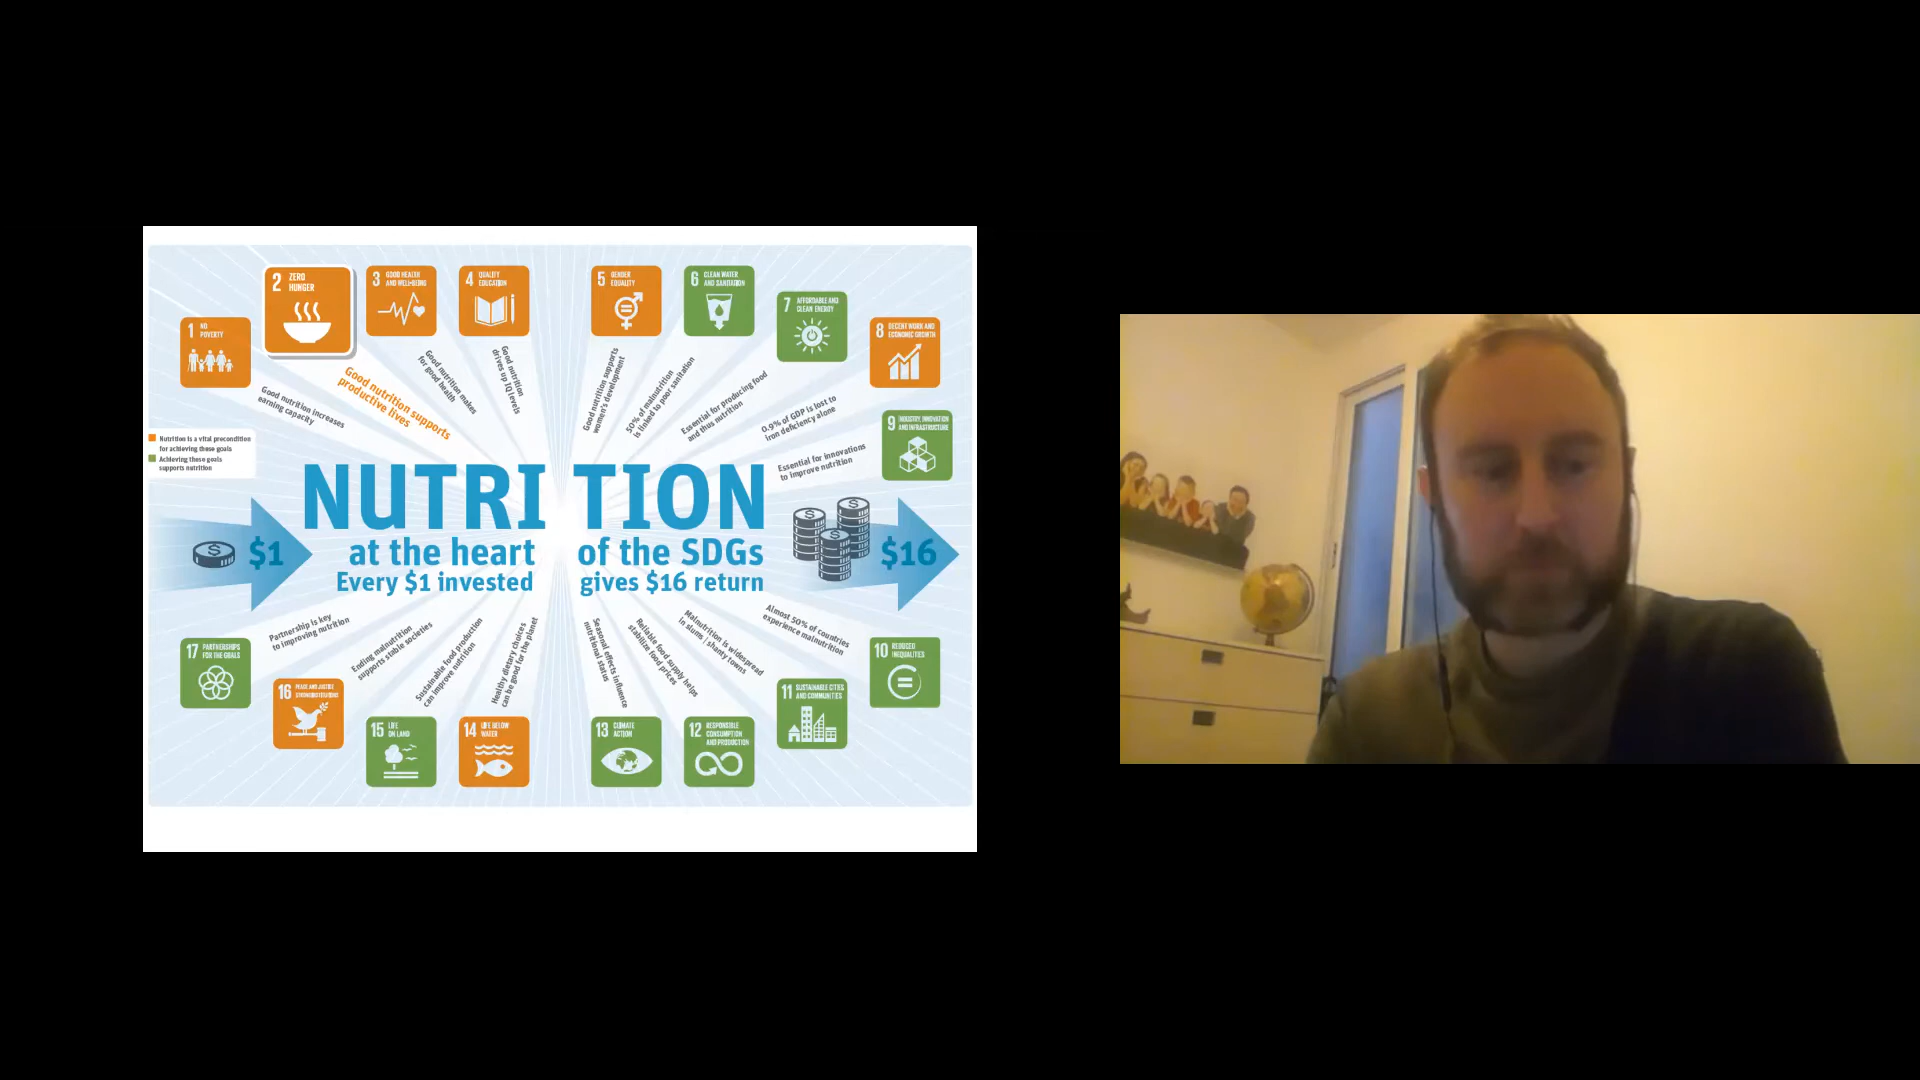 2 ZERO
HUNGER
3 GOOD HEALTH
AND WELL-BEING
4 QUALITY
EDUCATION
5 GENDER
EQUALITY
6 CLEAN WATER
AND SANITATION
7 AFFORDABLE AND
CLEAN ENERGY
1 NO
POVERTY
8 DECENT WORK AND
ECONOMIC GROWTH
9 INDUSTRY, INNOVATION
AND INFRASTRUCTURE
Good nutrition increases
earning capacity
Good nutrition supports
productive lives
Good nutrition makes
for good health
Good nutrition
drives up IQ levels
Good nutrition supports
women's development
50% of malnutrition
is linked to poor sanitation
Essential for producing food
and thus nutrition
0.9% of GDP is lost to
iron deficiency alone
Essential for innovations
to improve nutrition
Nutrition is a vital precondition
for achieving these goals
Achieving these goals
supports nutrition
NUTRITION
at the heart of the SDGs
Every $1 invested gives $16 return
$1
$16
Partnership is key
to improving nutrition
Ending malnutrition
supports stable societies
Sustainable food production
can improve nutrition
Healthy dietary choices
can be good for the planet
Seasonal effects influence
nutritional status
Reliable food supply helps
stabilize food prices
Malnutrition is widespread
in slums / shanty towns
Almost 50% of countries
experience malnutrition
17 PARTNERSHIPS
FOR THE GOALS
16 PEACE AND JUSTICE
STRONG INSTITUTIONS
15 LIFE
ON LAND
14 LIFE BELOW
WATER
13 CLIMATE
ACTION
12 RESPONSIBLE
CONSUMPTION
AND PRODUCTION
11 SUSTAINABLE CITIES
AND COMMUNITIES
10 REDUCED
INEQUALITIES